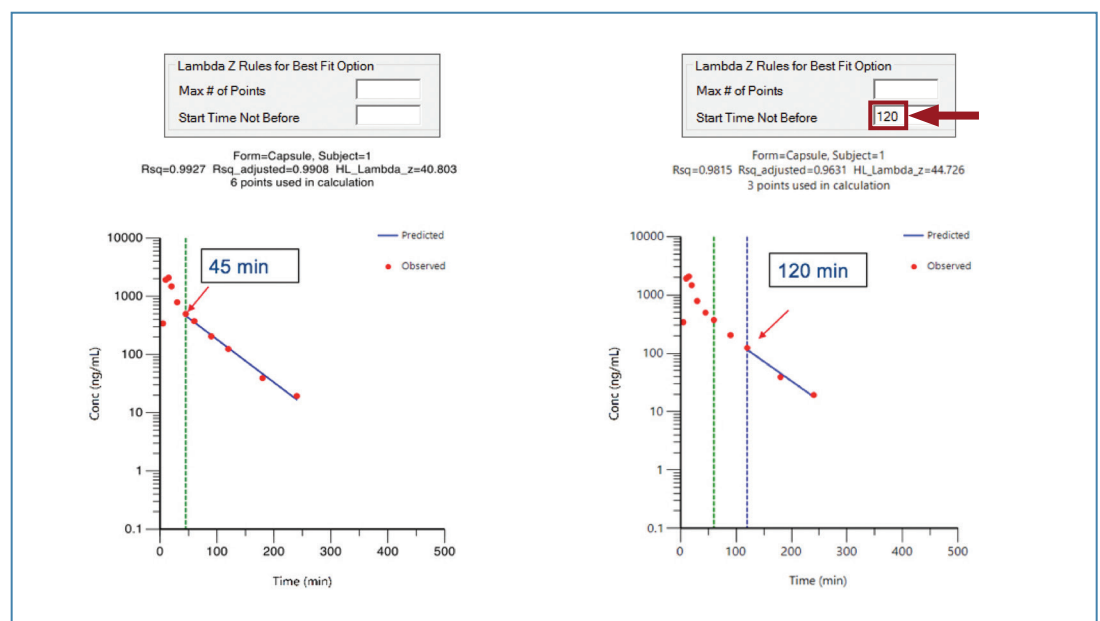 Lambda Z Rules for Best Fit Option
Max # of Points
Start Time Not Before
Form=Capsule, Subject=1
Rsq=0.9927 Rsq_adjusted=0.9908 HL_Lambda_z=40.803
6 points used in calculation
Predicted
Observed
45 min
10000
1000
100
10
1
0.1
Conc (ng/mL)
0 100 200 300 400 500
Time (min)
Lambda Z Rules for Best Fit Option
Max # of Points
Start Time Not Before 120
Form=Capsule, Subject=1
Rsq=0.9815 Rsq_adjusted=0.9631 HL_Lambda_z=44.726
3 points used in calculation
Predicted
Observed
120 min
10000
1000
100
10
1
0.1
Conc (ng/mL)
0 100 200 300 400 500
Time (min)